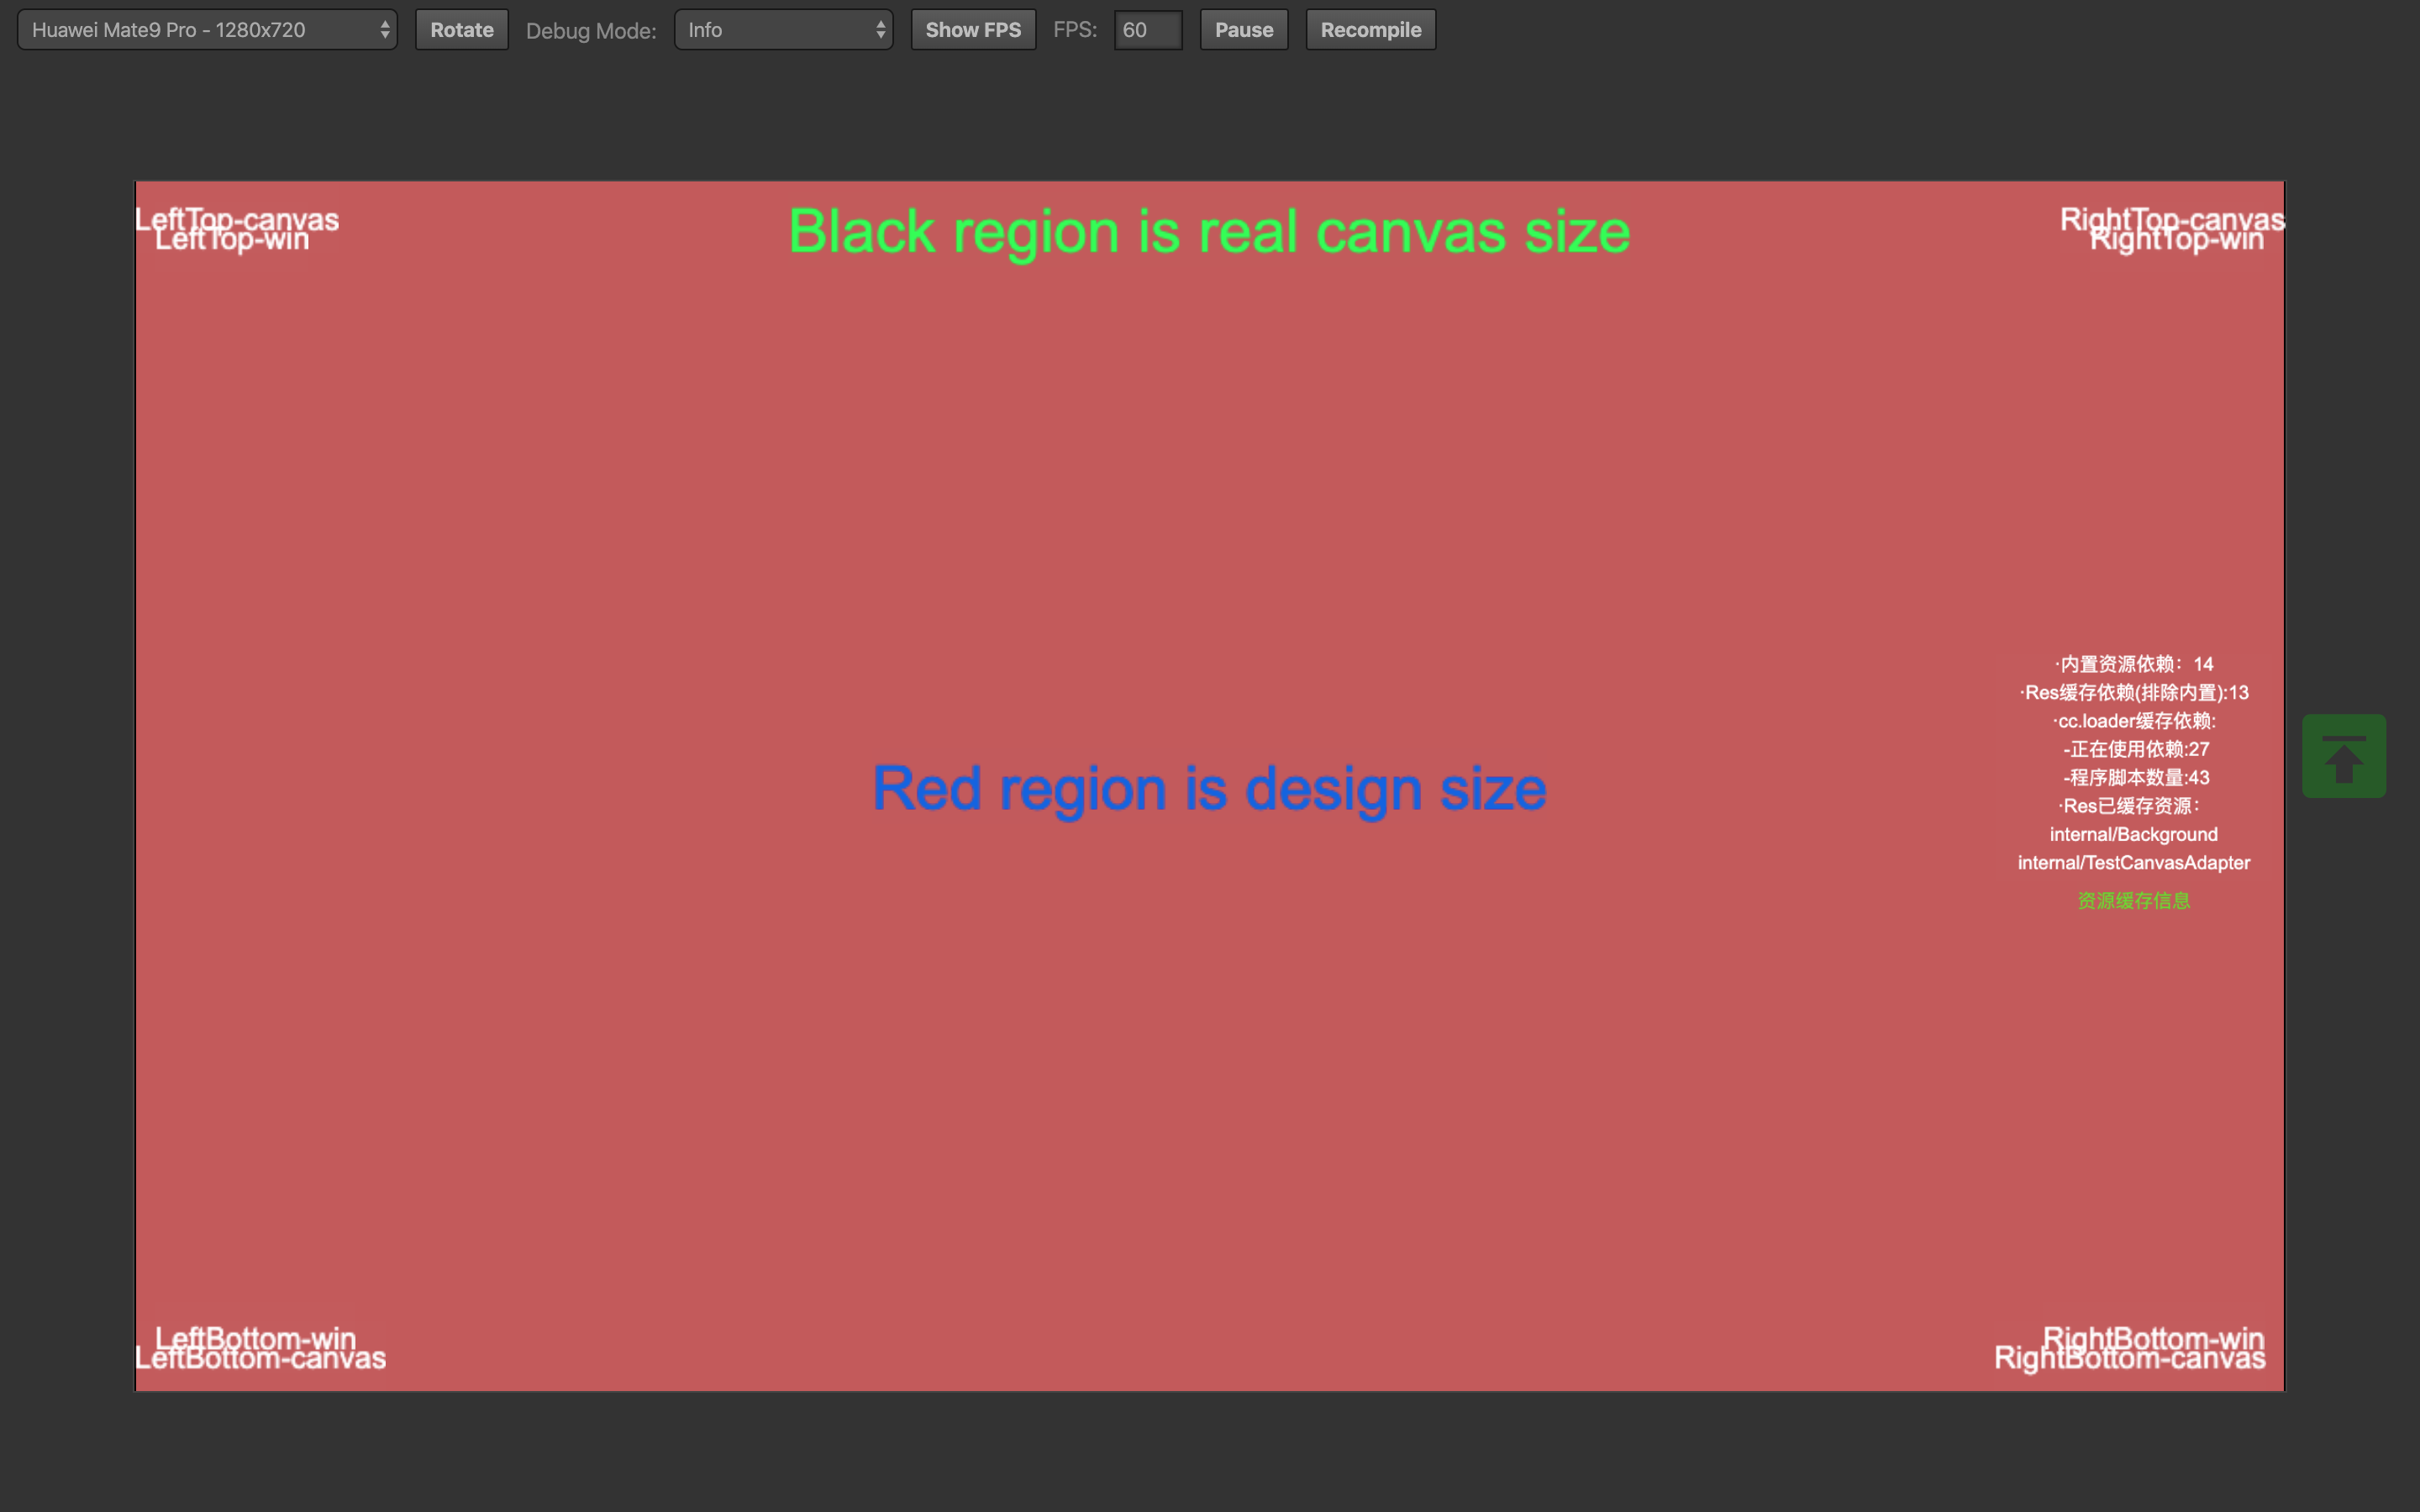 Huawei Mate9 Pro - 1280x720 Rotate Debug Mode: Info Show FPS FPS: 60 Pause Recompile
LeftTop-canvas
LeftTop-win
Black region is real canvas size
RightTop-canvas
RightTop-win
·内置资源依赖：14
·Res缓存依赖(排除内置):13
·cc.loader缓存依赖:
-正在使用依赖:27
-程序脚本数量:43
·Res已缓存资源：
internal/Background
internal/TestCanvasAdapter
资源缓存信息
Red region is design size
LeftBottom-win
LeftBottom-canvas
RightBottom-win
RightBottom-canvas